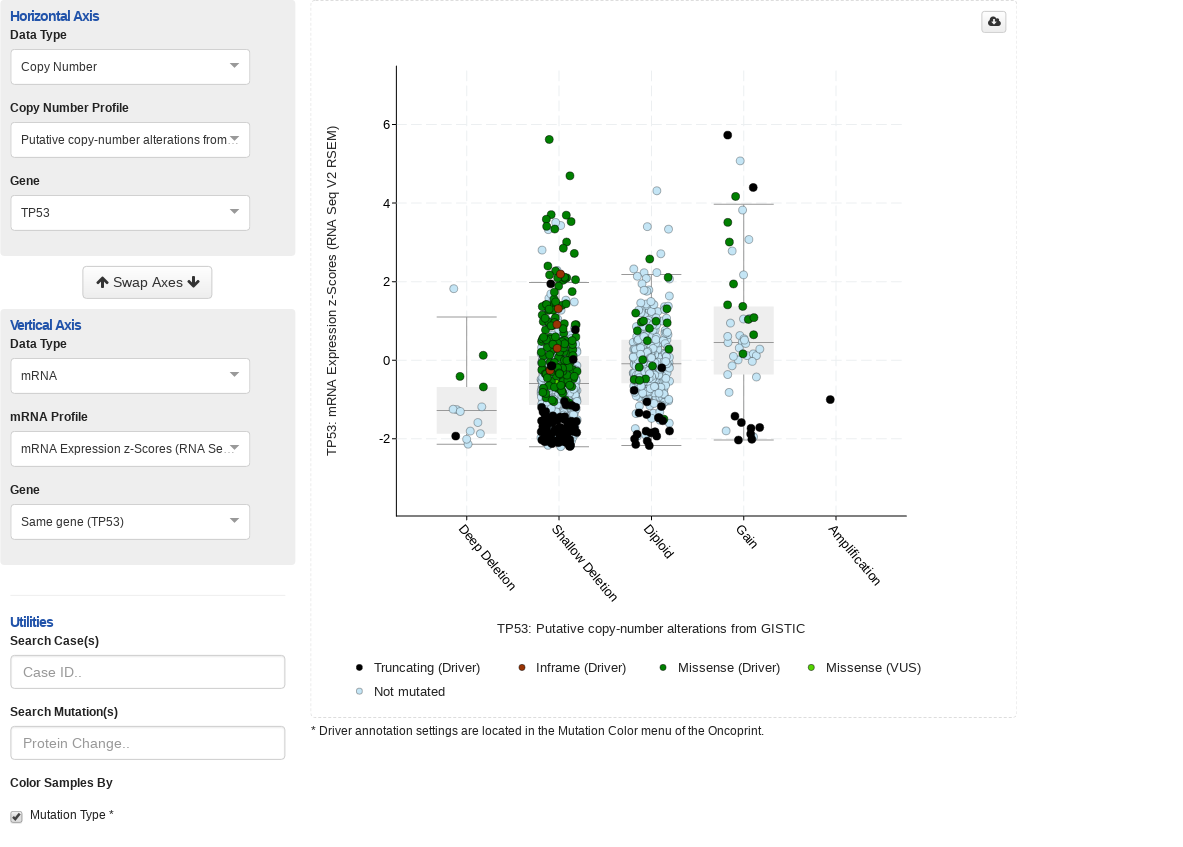 Horizontal Axis
Data Type
Copy Number
Copy Number Profile
Putative copy-number alterations from...
Gene
TP53
Swap Axes
Vertical Axis
Data Type
mRNA
mRNA Profile
mRNA Expression z-Scores (RNA Se...
Gene
Same gene (TP53)
Utilities
Search Case(s)
Case ID..
Search Mutation(s)
Protein Change..
Color Samples By
Mutation Type *
TP53: mRNA Expression z-Scores (RNA Seq V2 RSEM)
6
4
2
0
-2
Deep Deletion
Shallow Deletion
Diploid
Gain
Amplification
TP53: Putative copy-number alterations from GISTIC
Truncating (Driver)
Inframe (Driver)
Missense (Driver)
Missense (VUS)
Not mutated
* Driver annotation settings are located in the Mutation Color menu of the Oncoprint.